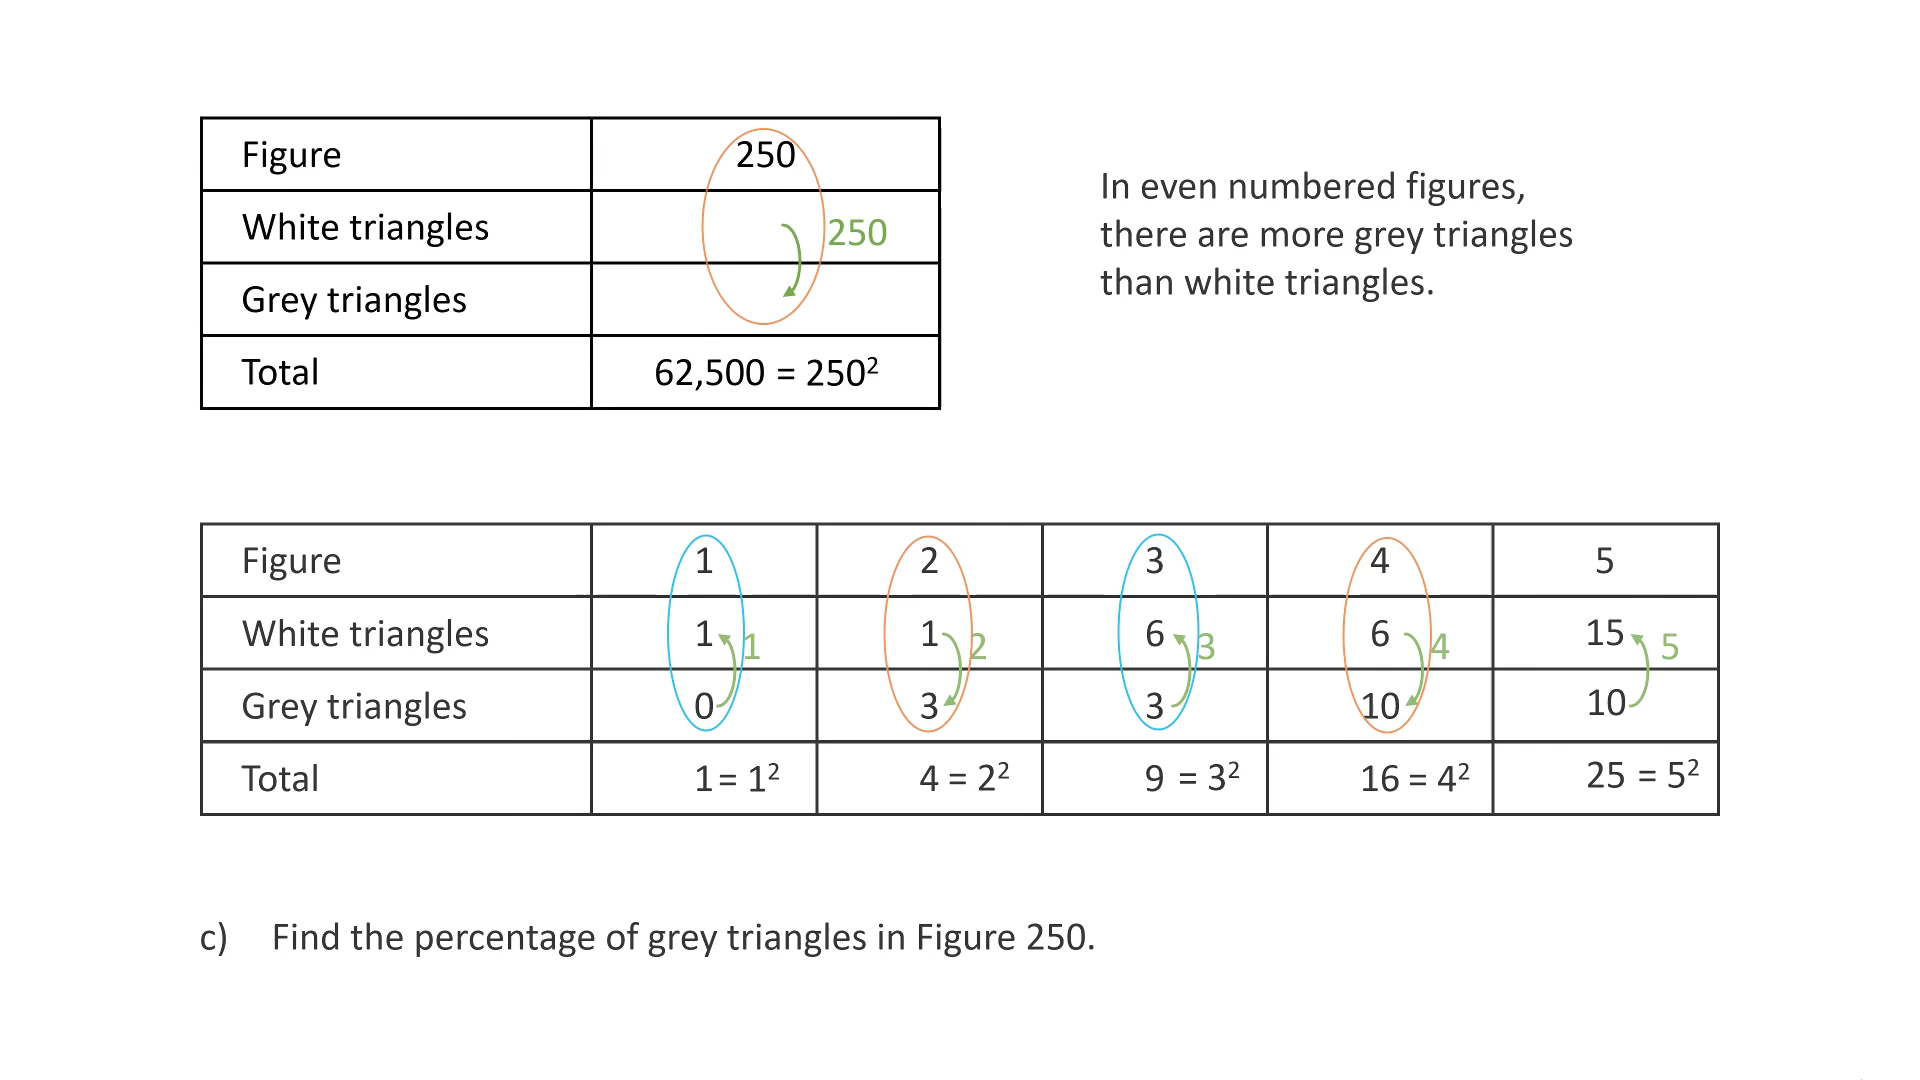 Figure 250
White triangles 250
Grey triangles
Total 62,500 = 250²
In even numbered figures,
there are more grey triangles
than white triangles.
Figure 1 2 3 4 5
White triangles 1 1 1 2 6 3 6 4 15 5
Grey triangles 0 3 3 10 10
Total 1 = 1² 4 = 2² 9 = 3² 16 = 4² 25 = 5²
c) Find the percentage of grey triangles in Figure 250.